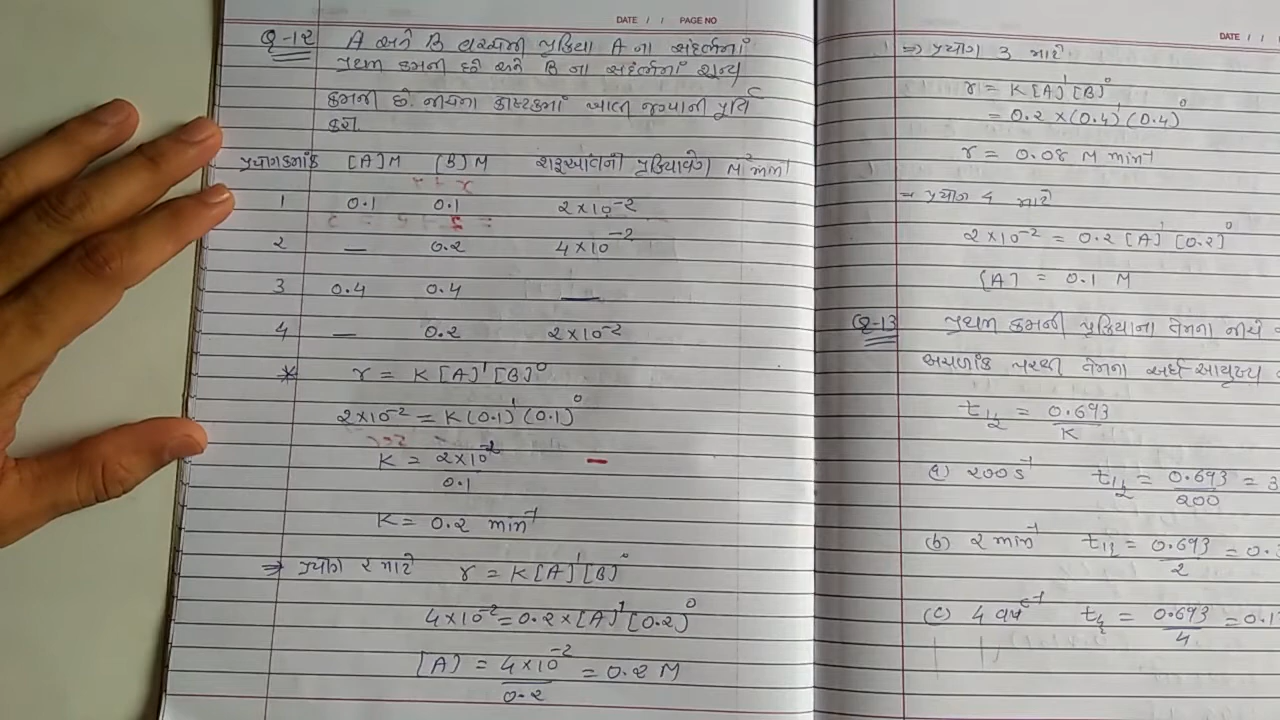 DATE / / PAGE NO
Q-12 A અને B વચ્ચેની પ્રક્રિયા A ના સંદર્ભમાં
પ્રથમ ક્રમની છે અને B ના સંદર્ભમાં શૂન્ય
ક્રમની છે. નીચેના કોષ્ટકમાં ખાલી જગ્યાની પૂર્તિ
કરો.
પ્રયોગક્રમાંક [A]M [B]M શરૂઆતનો પ્રક્રિયાવેગ
1 0.1 0.1 2×10⁻²
2 — 0.2 4×10⁻²
3 0.4 0.4 —
4 — 0.2 2×10⁻²
* r = K[A]¹[B]⁰
2×10⁻² = K(0.1)¹(0.1)⁰
K = 2×10⁻²
0.1
K = 0.2 min⁻¹
⇒ પ્રયોગ 2 માટે r = K[A]¹[B]⁰
4×10⁻² = 0.2×[A]¹[0.2]⁰
[A] = 4×10⁻² = 0.2 M
0.2
DATE / /
⇒ પ્રયોગ 3 માટે
r = K[A]¹[B]⁰
= 0.2×(0.4)¹(0.4)⁰
r = 0.08 M min⁻¹
⇒ પ્રયોગ 4 માટે
2×10⁻² = 0.2[A]¹[0.2]⁰
[A] = 0.1 M
Q-13 પ્રથમ ક્રમની પ્રક્રિયાના તેમના નીચે
અચળાંક પરથી તેમના અર્ધ આયુષ્ય
t½ = 0.693
K
(a) 200 s⁻¹ t½ = 0.693 = 3
200
(b) 2 min⁻¹ t½ = 0.693 = 0.
2
(c) 4 વર્ષ⁻¹ t½ = 0.693 = 0.1
4